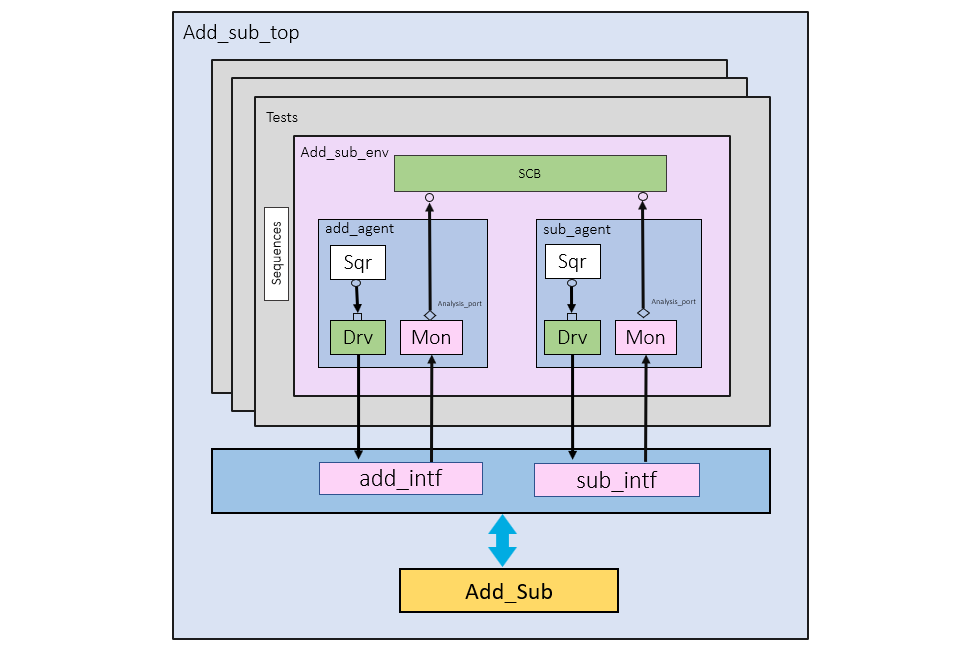 Add_sub_top
Tests
Add_sub_env
SCB
Sequences
add_agent
Sqr
Analysis_port
Drv
Mon
sub_agent
Sqr
Analysis_port
Drv
Mon
add_intf
sub_intf
Add_Sub